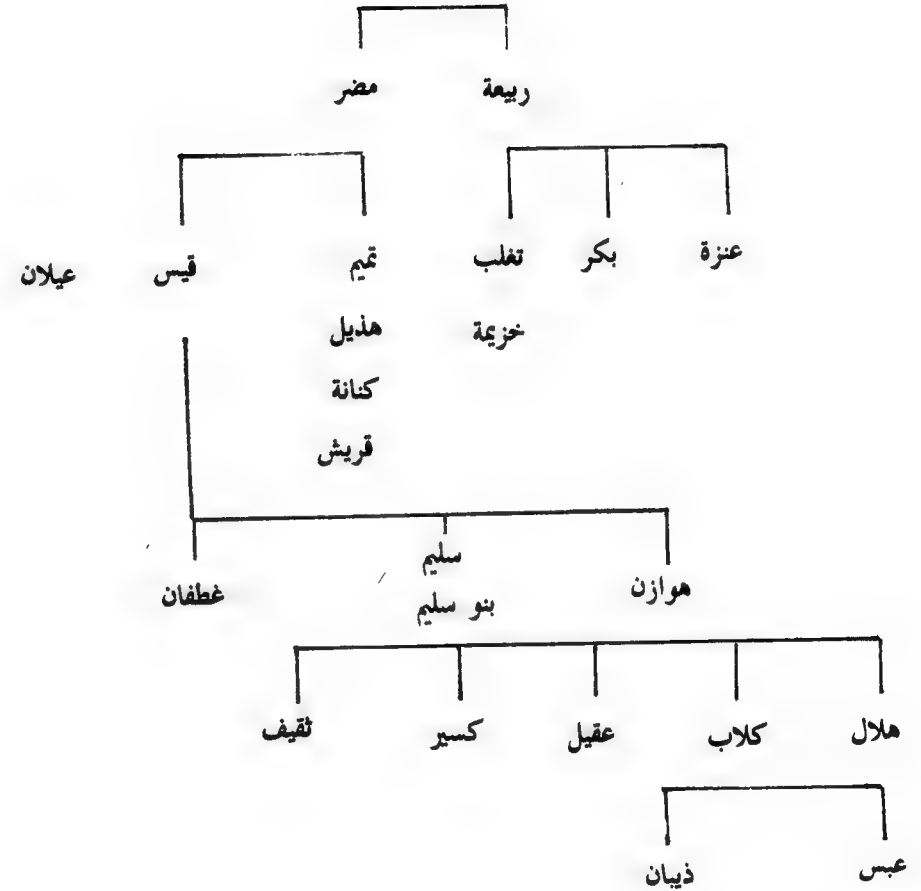 ربيعة مضر
عنزة بكر تغلب تميم قيس عيلان
خزيمة هذيل
كنانة
قريش
هوازن سليم غطفان
بنو سليم
هلال كلاب عقيل كسير ثقيف
عبس ذيبان